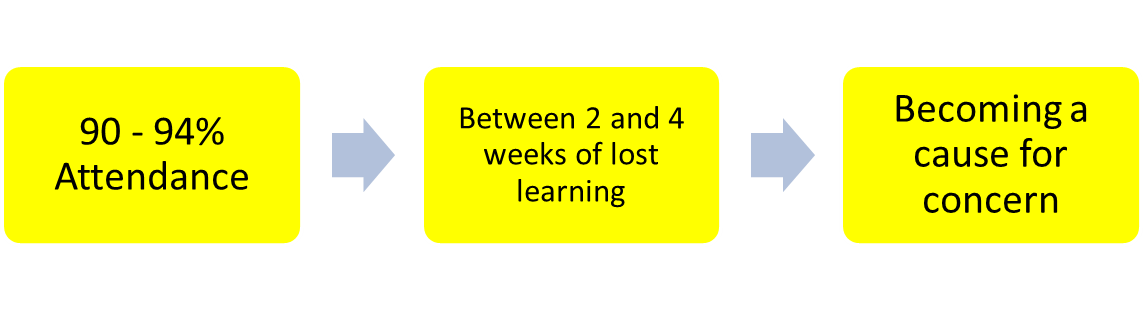 90 - 94%
Attendance
Between 2 and 4
weeks of lost
learning
Becoming a
cause for
concern